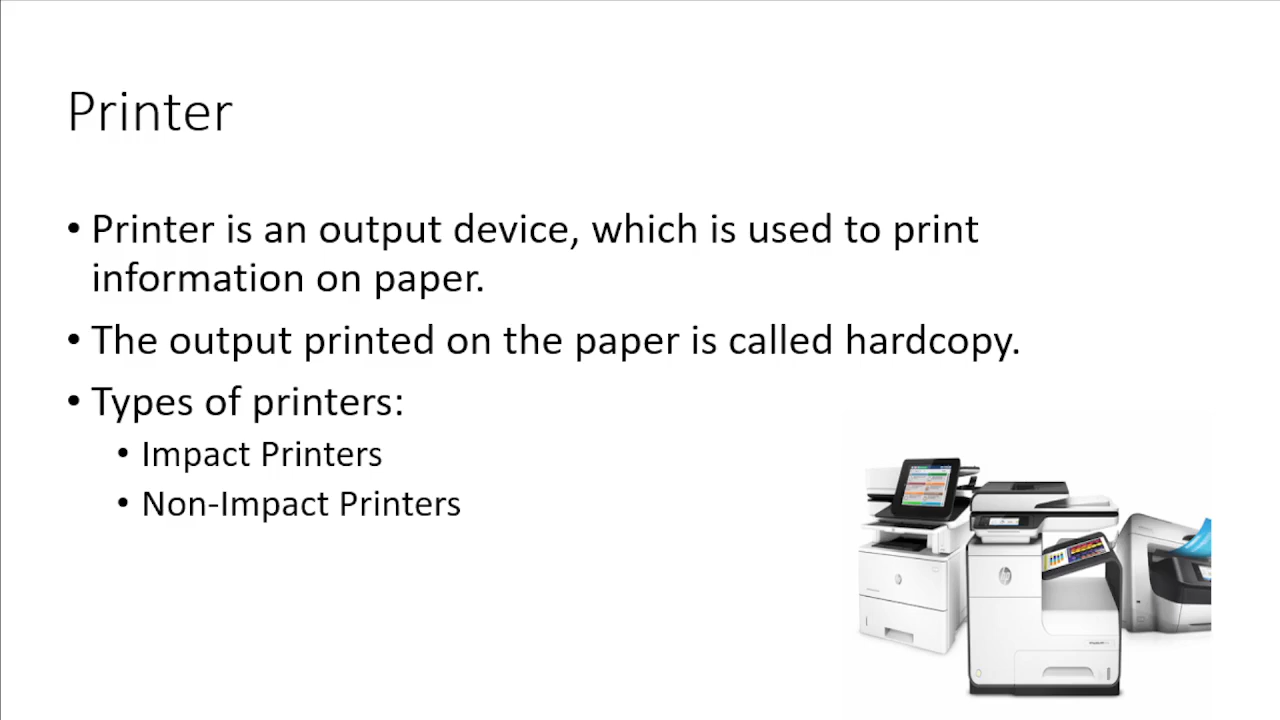 Printer
• Printer is an output device, which is used to print
information on paper.
• The output printed on the paper is called hardcopy.
• Types of printers:
• Impact Printers
• Non-Impact Printers
hp